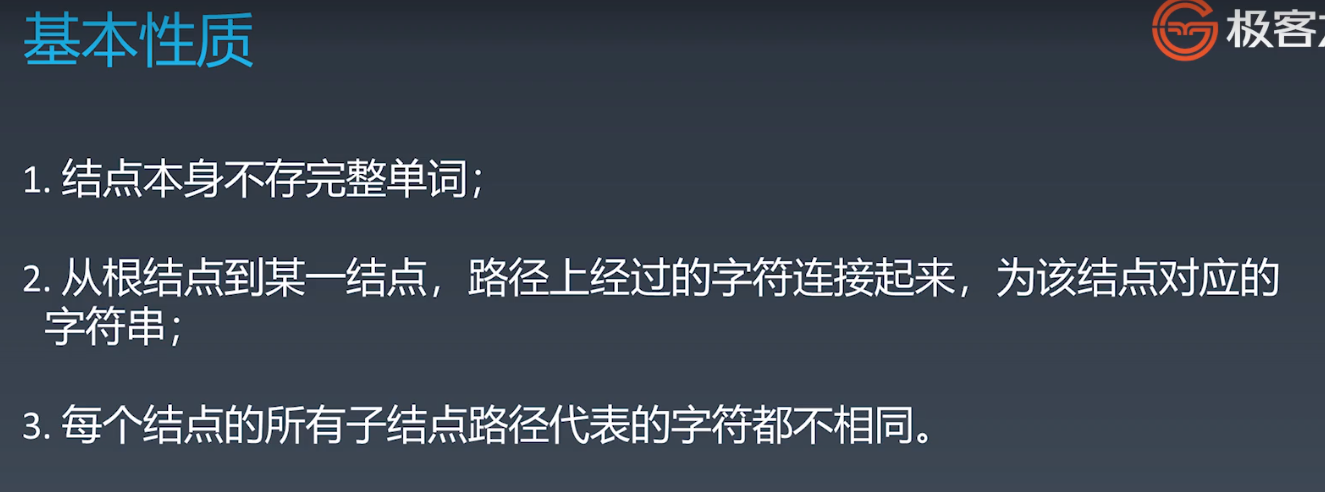 基本性质
极客
1. 结点本身不存完整单词；
2. 从根结点到某一结点，路径上经过的字符连接起来，为该结点对应的
字符串；
3. 每个结点的所有子结点路径代表的字符都不相同。